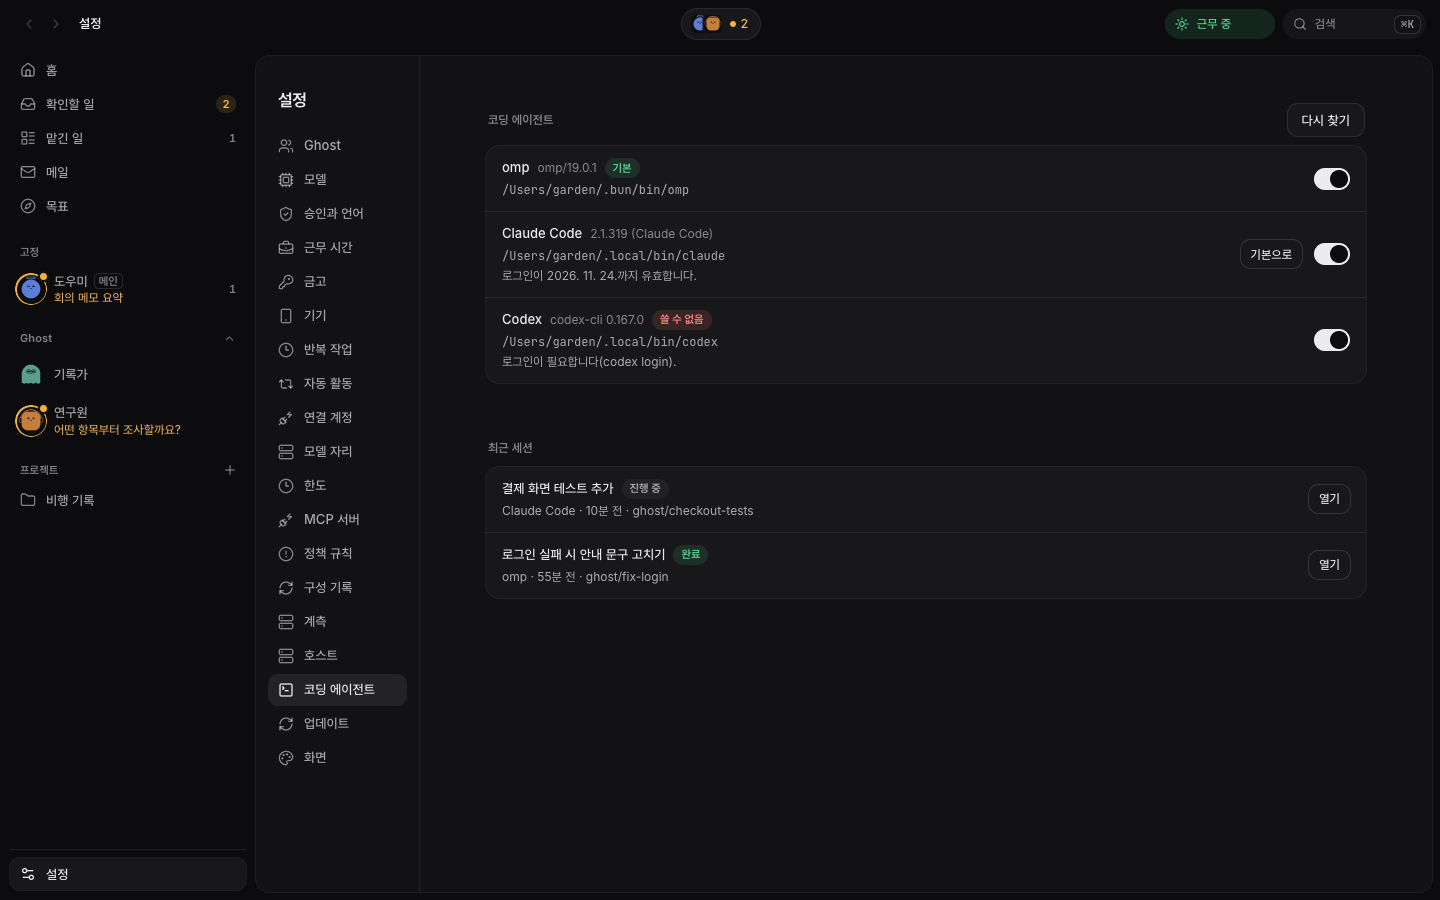 설정
2
근무 중
검색
⌘K
홈
확인할 일
2
맡긴 일
1
메일
목표
고정
도우미 메인
회의 메모 요약
1
Ghost
기록가
연구원
어떤 항목부터 조사할까요?
프로젝트
비행 기록
설정
설정
Ghost
모델
승인과 언어
근무 시간
금고
기기
반복 작업
자동 활동
연결 계정
모델 자리
한도
MCP 서버
정책 규칙
구성 기록
계측
호스트
코딩 에이전트
업데이트
화면
코딩 에이전트
다시 찾기
omp omp/19.0.1 기본
/Users/garden/.bun/bin/omp
Claude Code 2.1.319 (Claude Code)
/Users/garden/.local/bin/claude
로그인이 2026. 11. 24.까지 유효합니다.
기본으로
Codex codex-cli 0.167.0 쓸 수 없음
/Users/garden/.local/bin/codex
로그인이 필요합니다(codex login).
최근 세션
결제 화면 테스트 추가 진행 중
Claude Code · 10분 전 · ghost/checkout-tests
열기
로그인 실패 시 안내 문구 고치기 완료
omp · 55분 전 · ghost/fix-login
열기